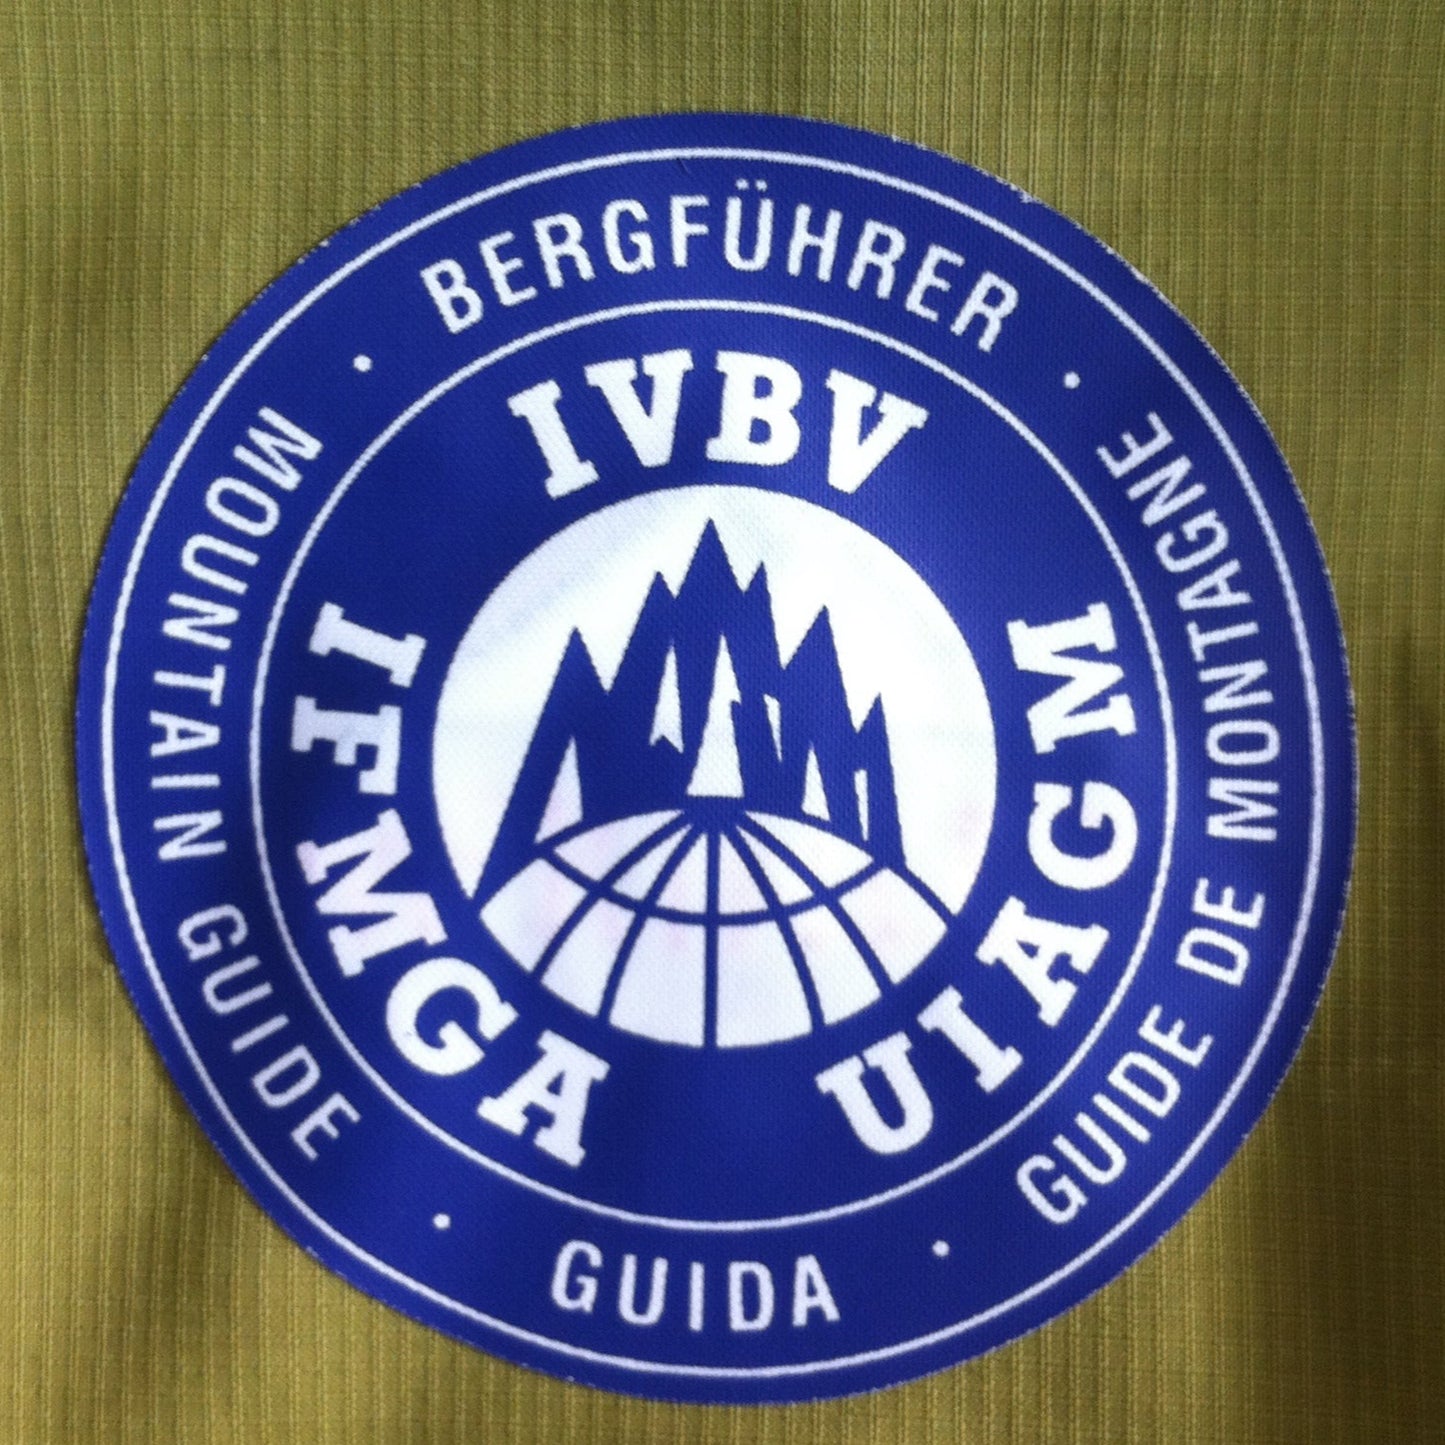 BERGFÜHRER
GUIDE DE MONTAGNE
GUIDA
MOUNTAIN GUIDE
IVBV
UIAGM
IFMGA